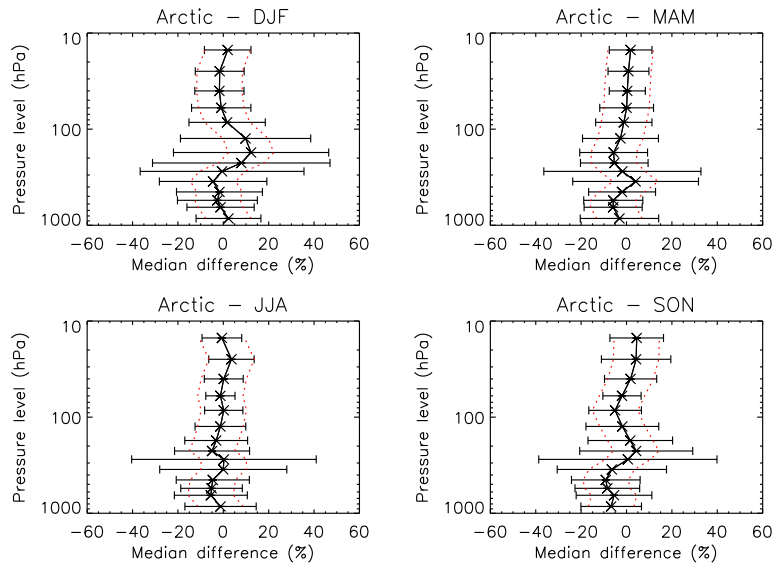 Arctic – DJF
10
100
1000
Pressure level (hPa)
−60 −40 −20 0 20 40 60
Median difference (%)
Arctic – MAM
10
100
1000
Pressure level (hPa)
−60 −40 −20 0 20 40 60
Median difference (%)
Arctic – JJA
10
100
1000
Pressure level (hPa)
−60 −40 −20 0 20 40 60
Median difference (%)
Arctic – SON
10
100
1000
Pressure level (hPa)
−60 −40 −20 0 20 40 60
Median difference (%)